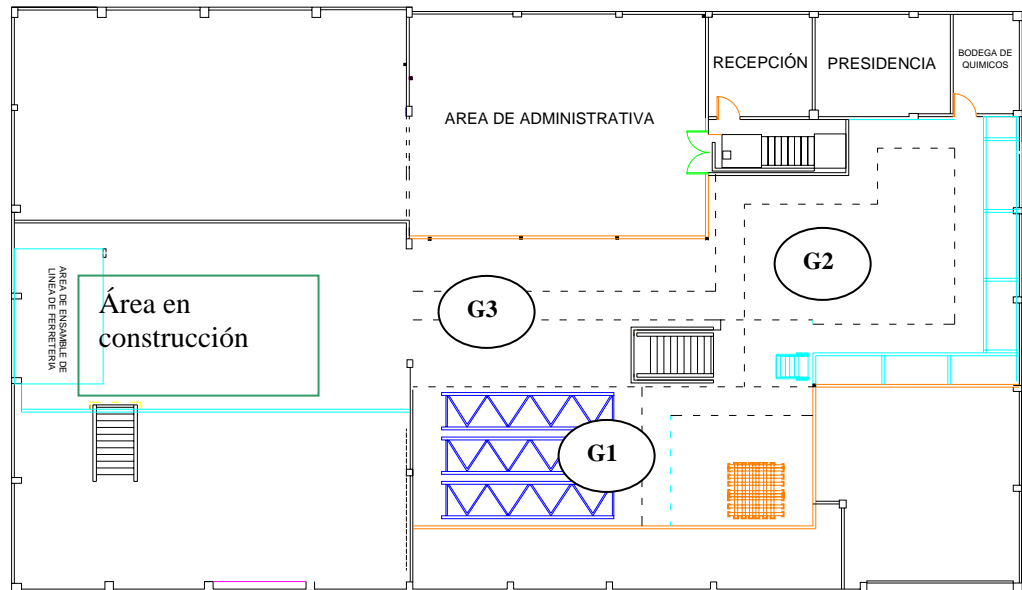 RECEPCIÓN
PRESIDENCIA
BODEGA DE
QUIMICOS
AREA DE ADMINISTRATIVA
G2
AREA DE ENSAMBLE DE
LINEA DE FERRETERIA
Área en
construcción
G3
G1